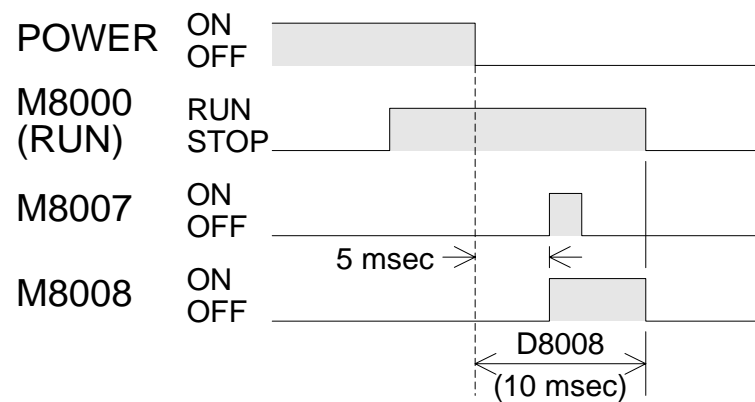 POWER ON
OFF
M8000 RUN
(RUN) STOP
M8007 ON
OFF
5 msec
M8008 ON
OFF
D8008
(10 msec)